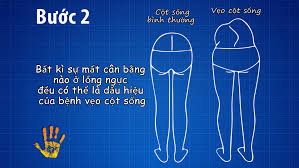 Bước 2
Cột sống
bình thường
Vẹo cột sống
Bất kì sự mất cân bằng
nào ở lồng ngực
đều có thể là dấu hiệu
của bệnh vẹo cột sống